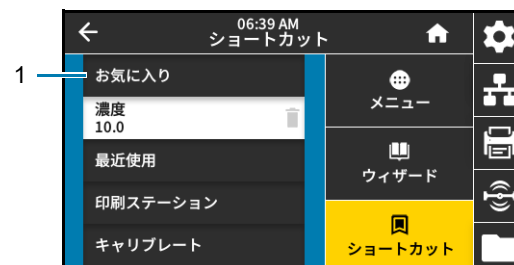 06:39 AM
ショートカット
1
お気に入り
濃度
10.0
最近使用
印刷ステーション
キャリブレート
メニュー
ウィザード
ショートカット